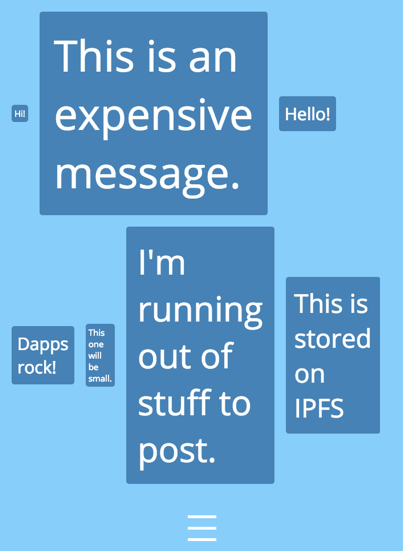 Hi!
This is an
expensive
message.
Hello!
Dapps
rock!
This
one
will
be
small.
I'm
running
out of
stuff to
post.
This is
stored
on
IPFS